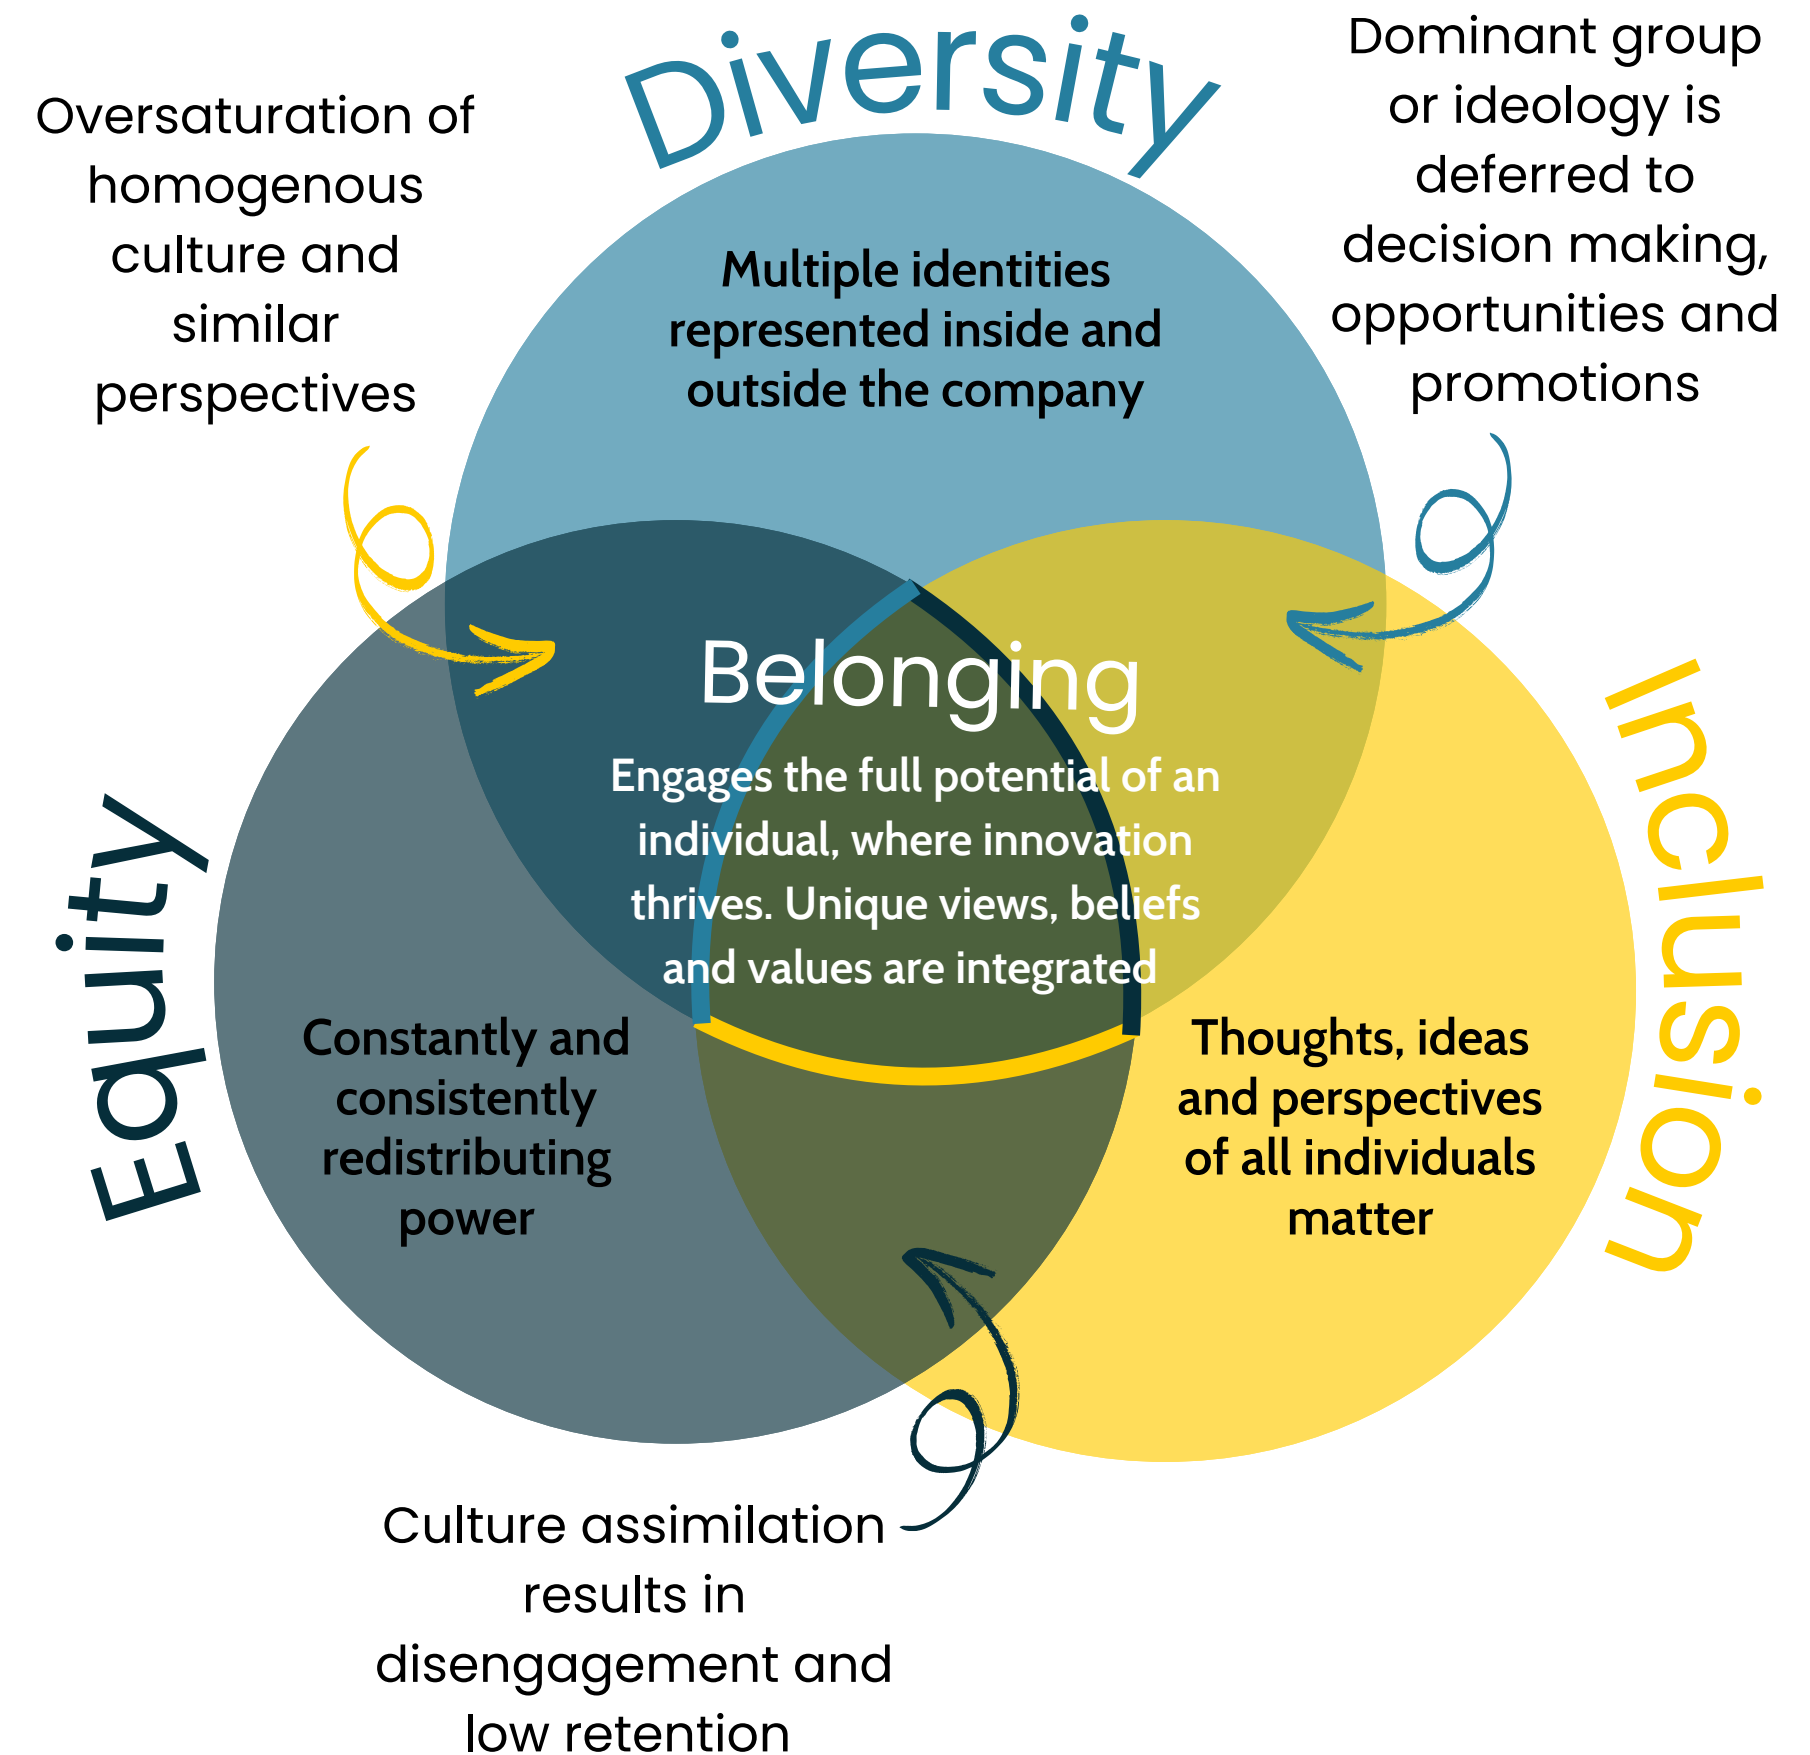 Diversity
Oversaturation of
homogenous
culture and
similar
perspectives
Dominant group
or ideology is
deferred to
decision making,
opportunities and
promotions
Multiple identities
represented inside and
outside the company
Belonging
Engages the full potential of an
individual, where innovation
thrives. Unique views, beliefs
and values are integrated
Equity
Constantly and
consistently
redistributing
power
Inclusion
Thoughts, ideas
and perspectives
of all individuals
matter
Culture assimilation
results in
disengagement and
low retention